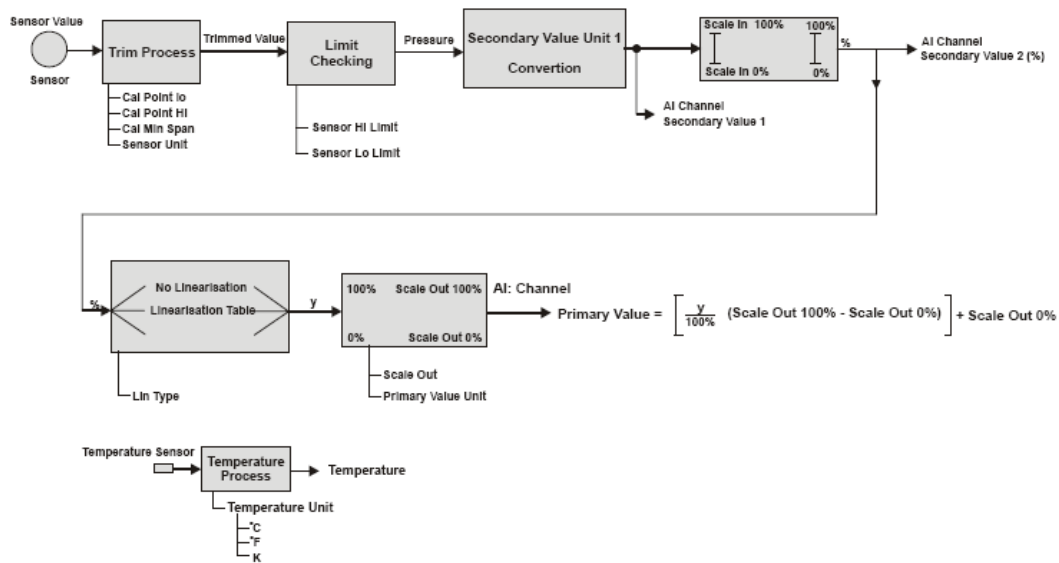 Sensor Value
Sensor
Trim Process
Cal Point lo
Cal Point Hi
Cal Min Span
Sensor Unit
Trimmed Value
Limit
Checking
Sensor Hi Limit
Sensor Lo Limit
Pressure
Secondary Value Unit 1
Convertion
AI Channel
Secondary Value 1
Scale In 100% 100%
Scale In 0% 0%
%
AI Channel
Secondary Value 2 (%)
%
No Linearisation
Linearisation Table
Lin Type
y
100% Scale Out 100%
0% Scale Out 0%
Scale Out
Primary Value Unit
AI: Channel
Primary Value = [ y/100% (Scale Out 100% - Scale Out 0%) ] + Scale Out 0%
Temperature Sensor
Temperature
Process
Temperature
Temperature Unit
°C
°F
K